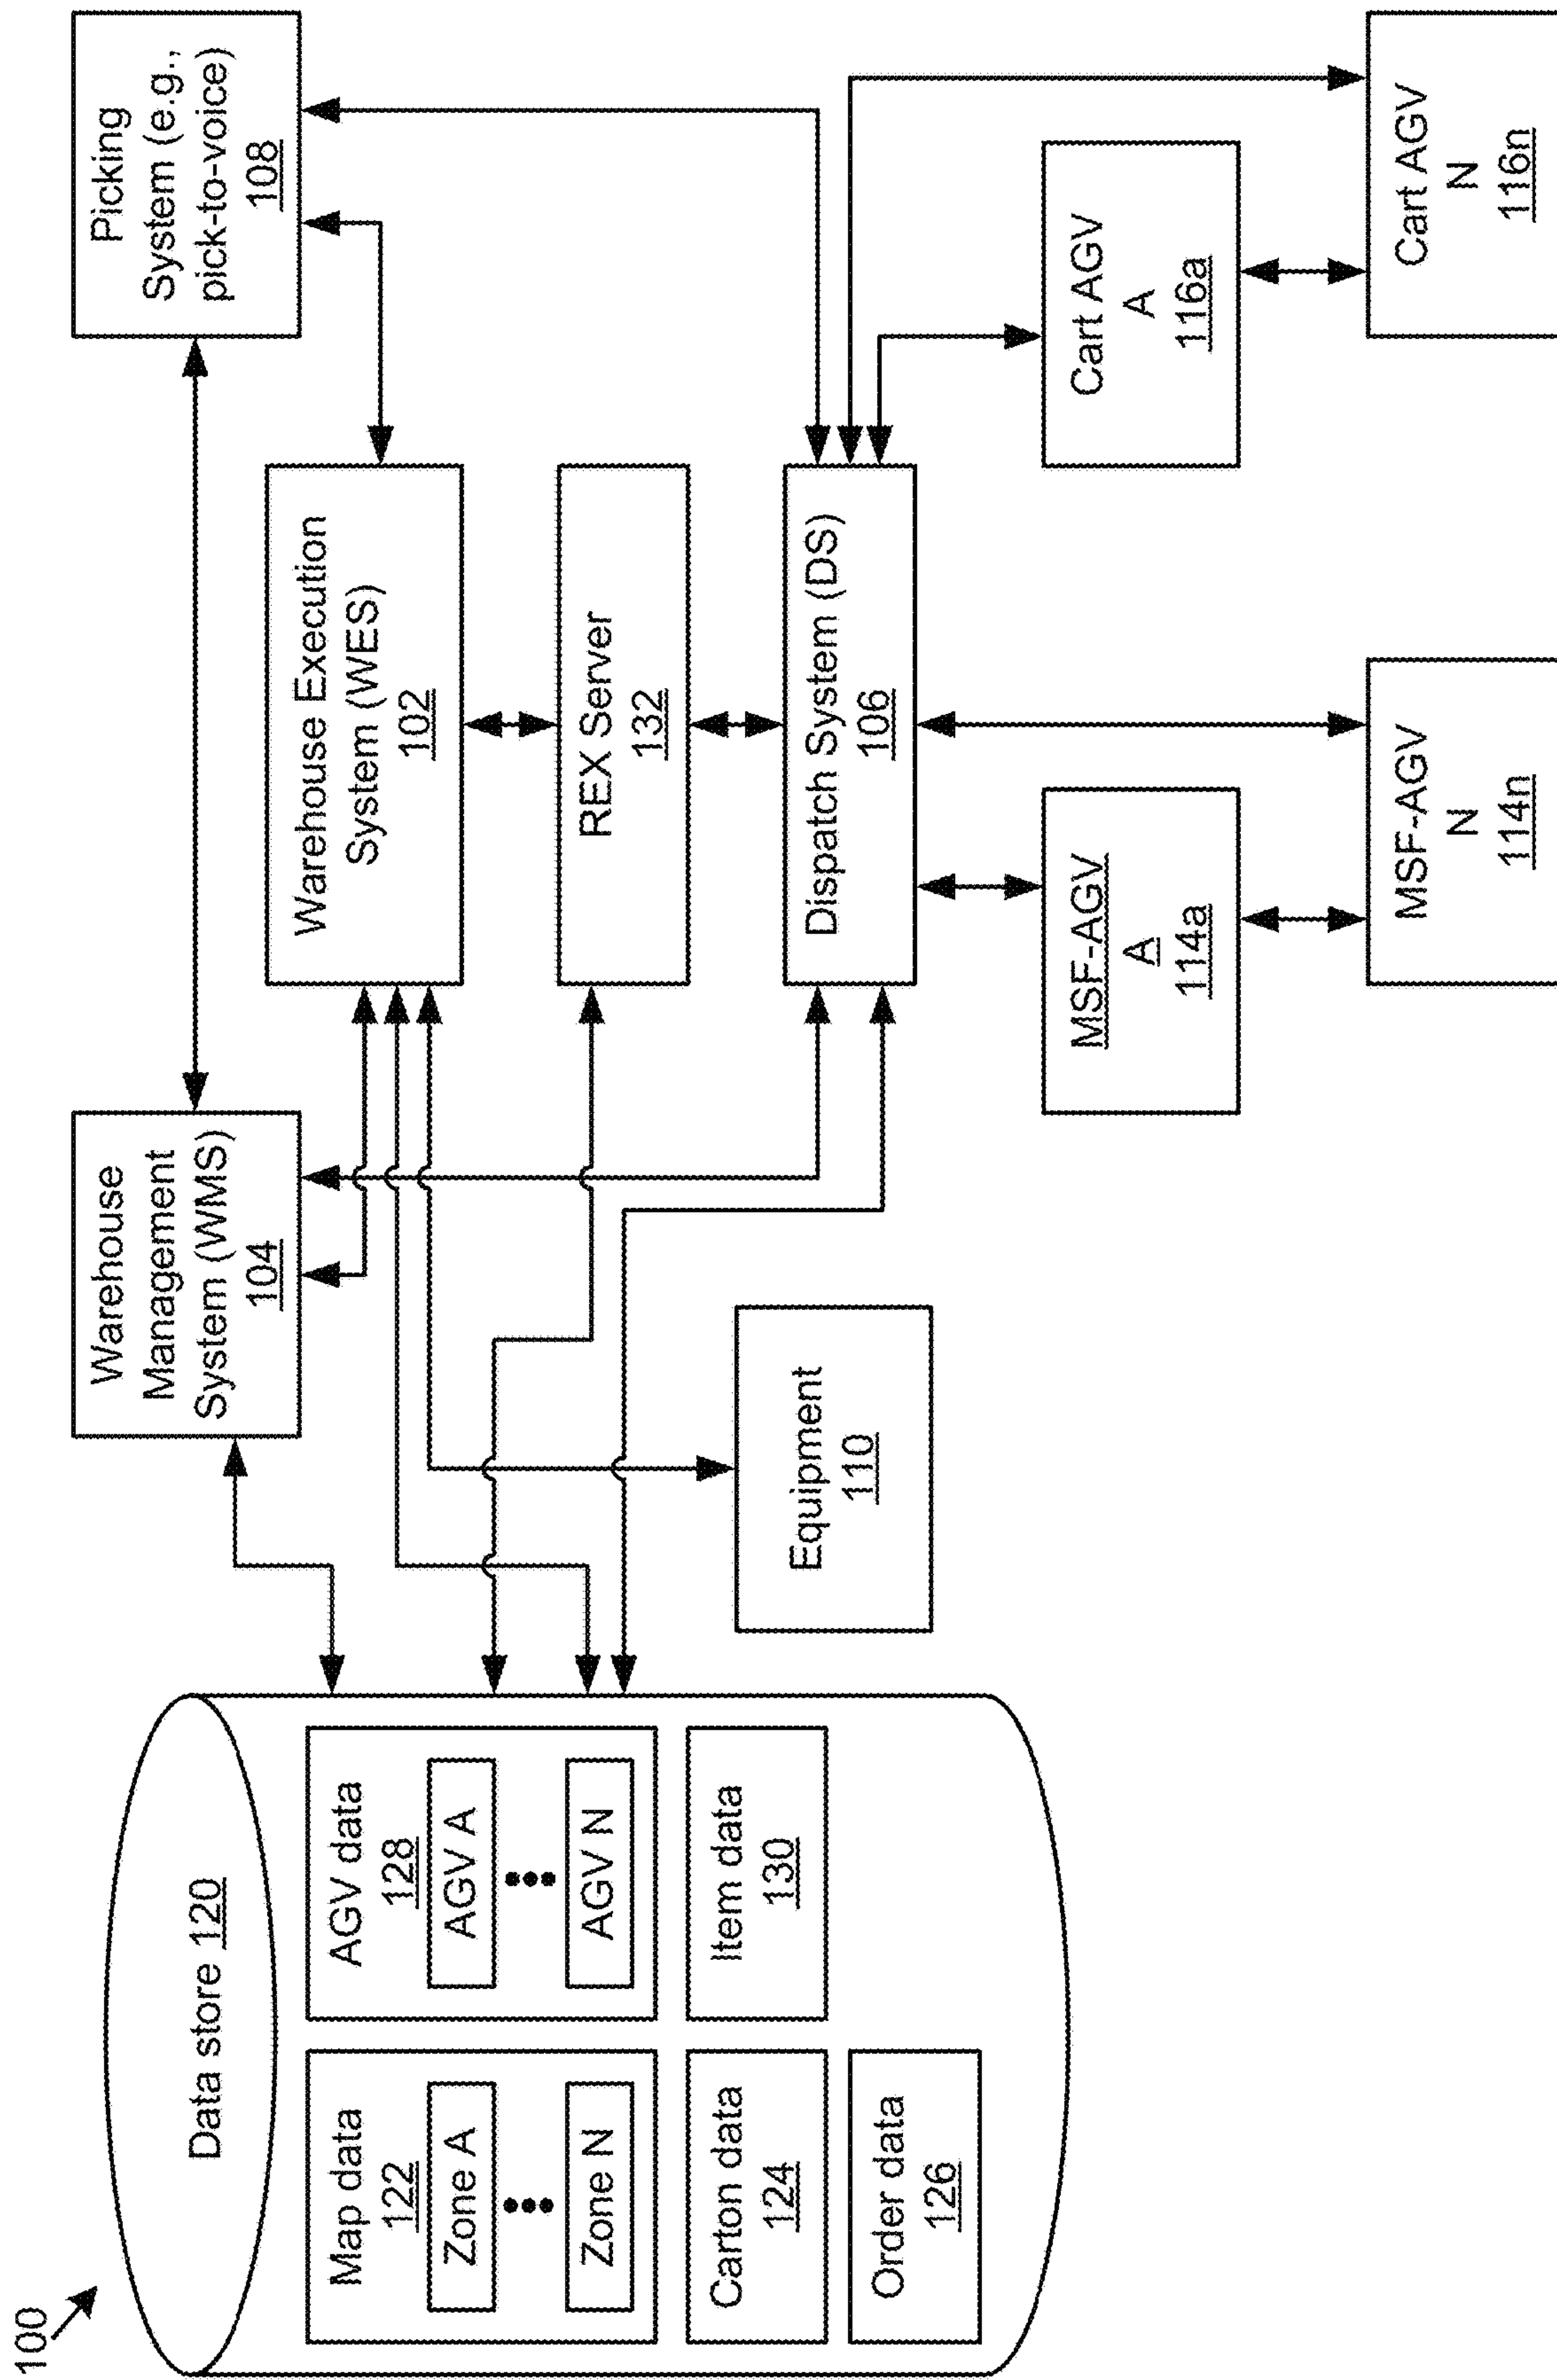 100
Data store 120
Map data
122
Zone A
Zone N
AGV data
128
AGV A
AGV N
Carton data
124
Item data
130
Order data
126
Warehouse
Management
System (WMS)
104
Picking
System (e.g.,
pick-to-voice)
108
Warehouse Execution
System (WES)
102
REX Server
132
Equipment
110
Dispatch System (DS)
106
MSF-AGV
A
114a
Cart AGV
A
116a
MSF-AGV
N
114n
Cart AGV
N
116n